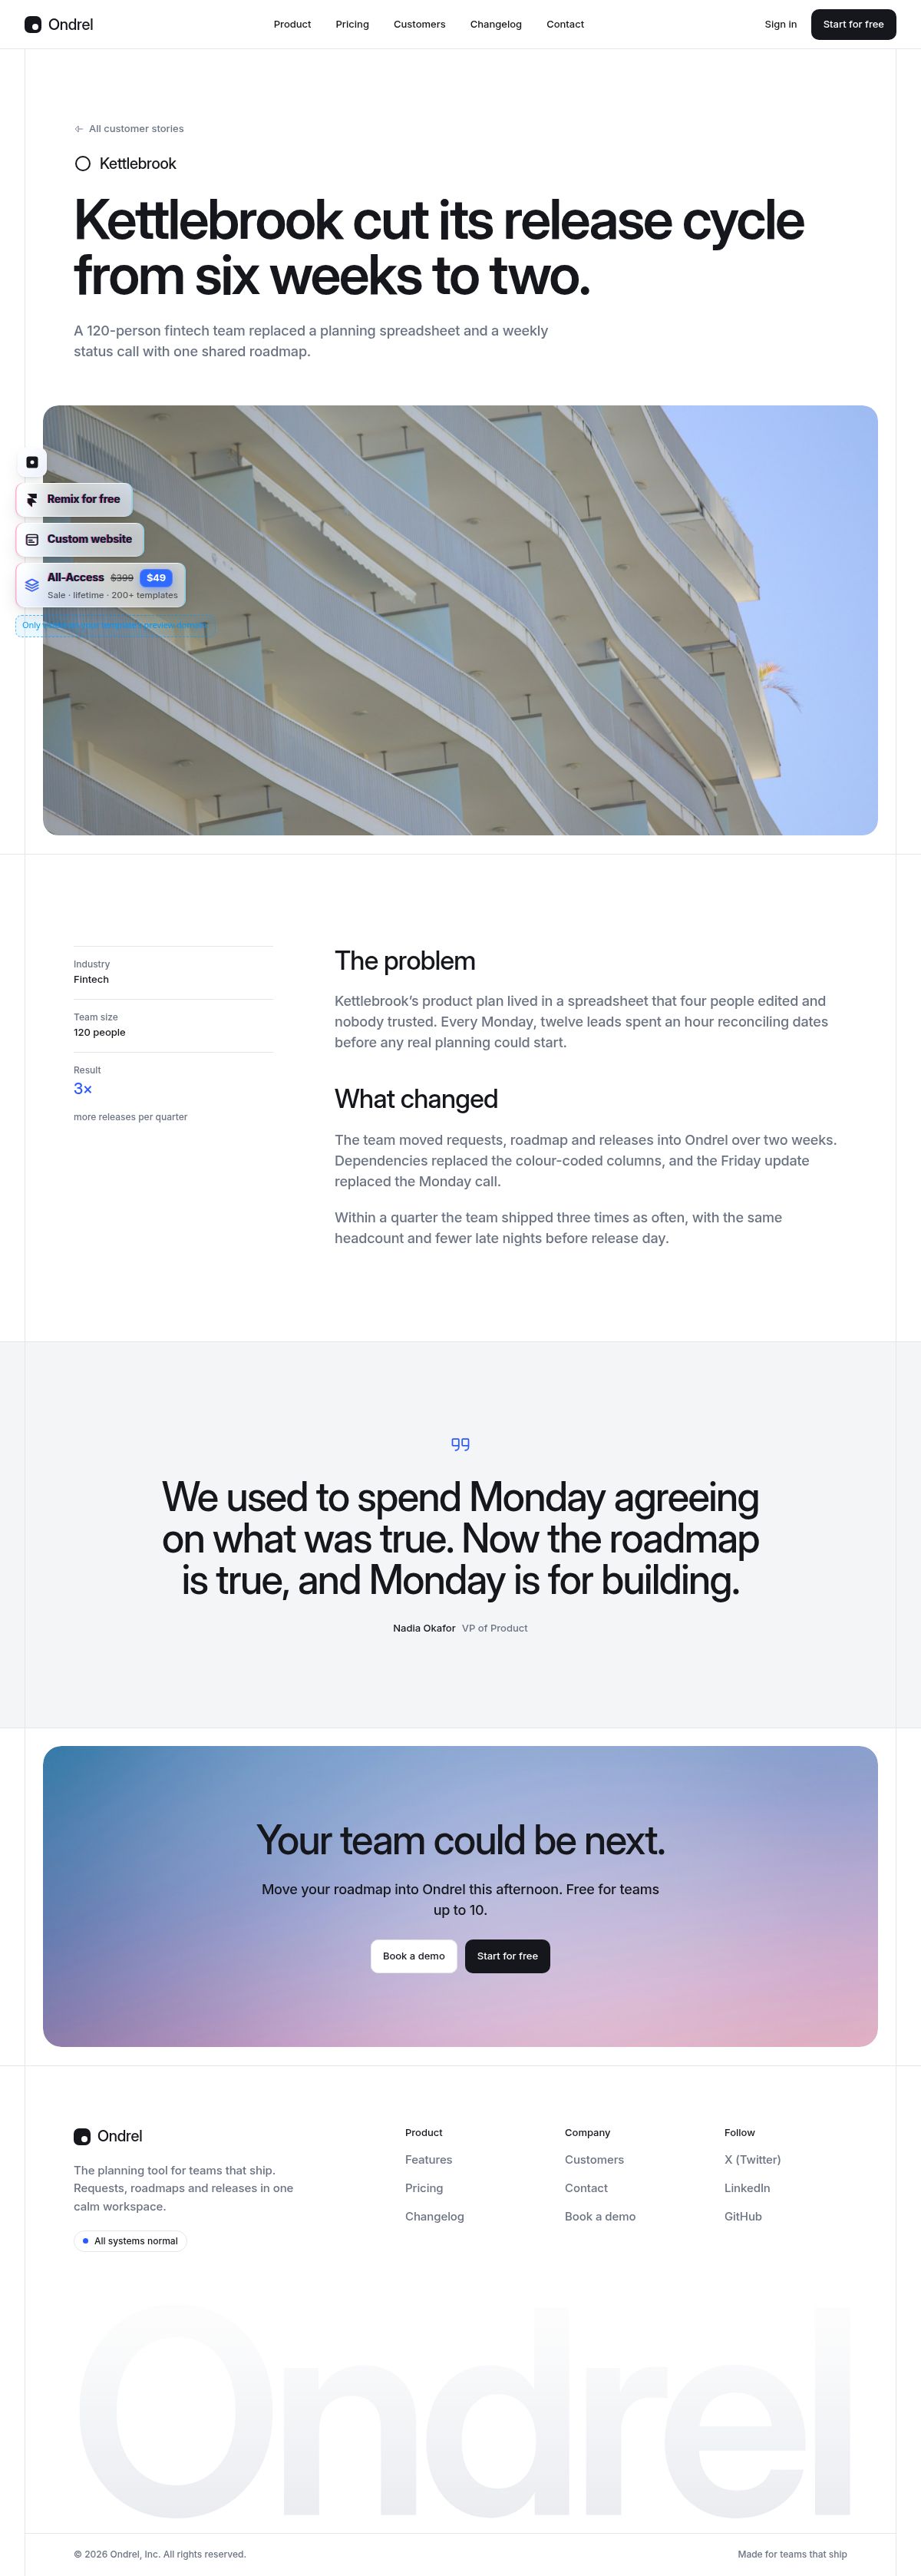 Ondrel
Product
Pricing
Customers
Changelog
Contact
Sign in
Start for free
All customer stories
Kettlebrook
Kettlebrook cut its release cycle
from six weeks to two.
A 120-person fintech team replaced a planning spreadsheet and a weekly
status call with one shared roadmap.
Remix for free
Custom website
All-Access $399 $49
Sale · lifetime · 200+ templates
Only
Industry
Fintech
Team size
120 people
Result
3×
more releases per quarter
The problem
Kettlebrook’s product plan lived in a spreadsheet that four people edited and
nobody trusted. Every Monday, twelve leads spent an hour reconciling dates
before any real planning could start.
What changed
The team moved requests, roadmap and releases into Ondrel over two weeks.
Dependencies replaced the colour-coded columns, and the Friday update
replaced the Monday call.
Within a quarter the team shipped three times as often, with the same
headcount and fewer late nights before release day.
We used to spend Monday agreeing
on what was true. Now the roadmap
is true, and Monday is for building.
Nadia Okafor VP of Product
Your team could be next.
Move your roadmap into Ondrel this afternoon. Free for teams
up to 10.
Book a demo
Start for free
Ondrel
The planning tool for teams that ship.
Requests, roadmaps and releases in one
calm workspace.
All systems normal
Product
Features
Pricing
Changelog
Company
Customers
Contact
Book a demo
Follow
X (Twitter)
LinkedIn
GitHub
Ondrel
© 2026 Ondrel, Inc. All rights reserved.
Made for teams that ship